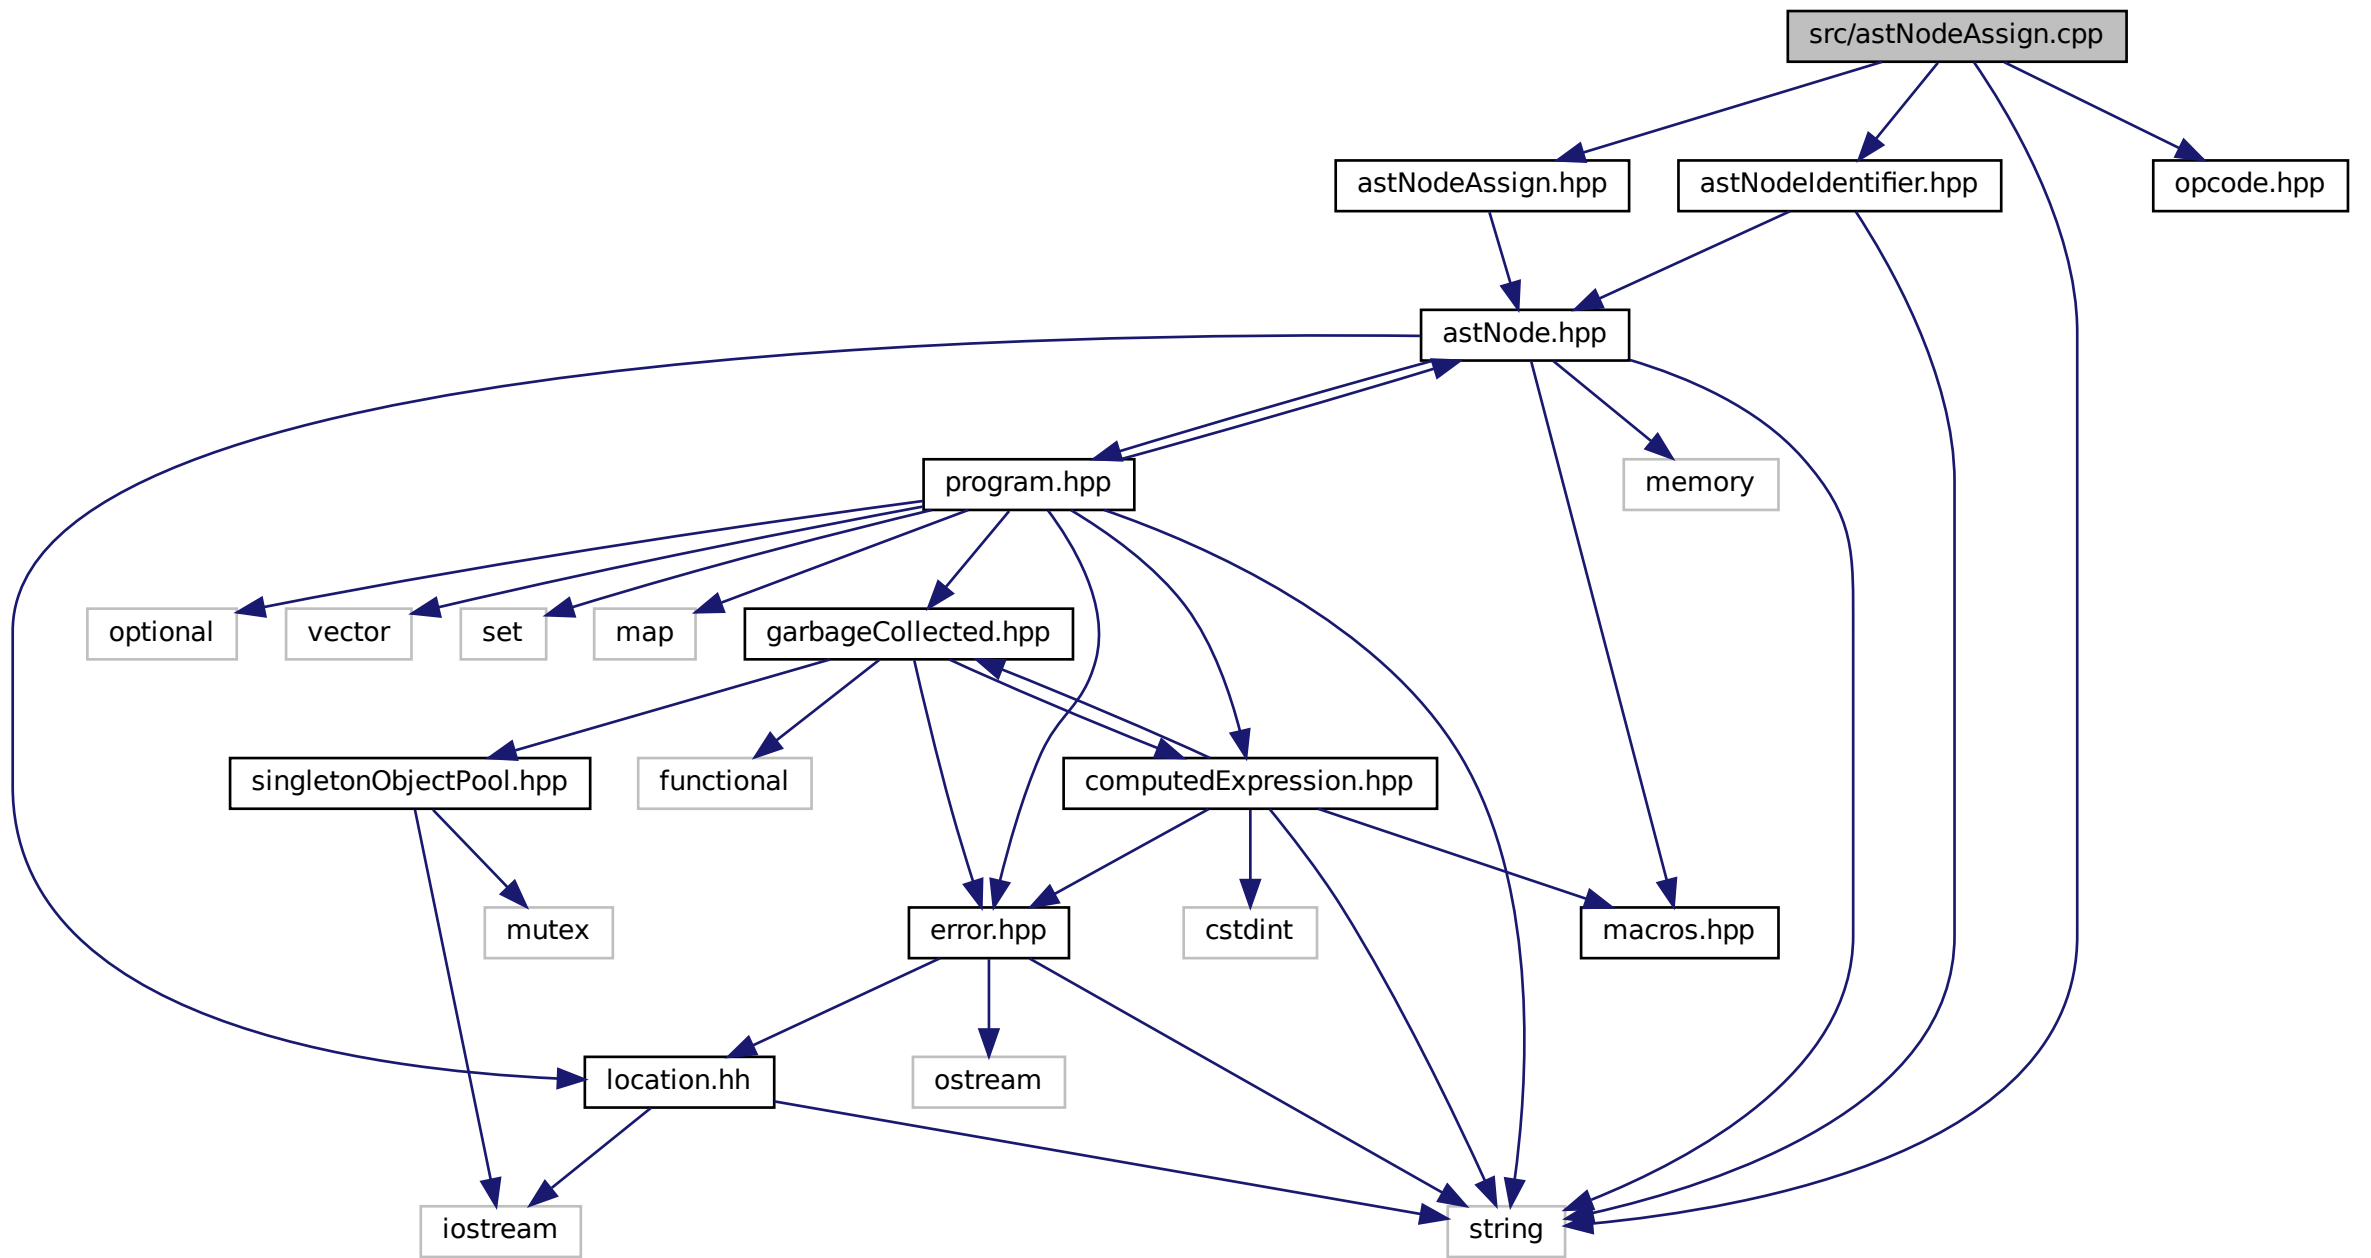 src/astNodeAssign.cpp
astNodeAssign.hpp
astNodeIdentifier.hpp
opcode.hpp
astNode.hpp
program.hpp
memory
optional
vector
set
map
garbageCollected.hpp
singletonObjectPool.hpp
functional
computedExpression.hpp
mutex
error.hpp
cstdint
macros.hpp
location.hh
ostream
iostream
string